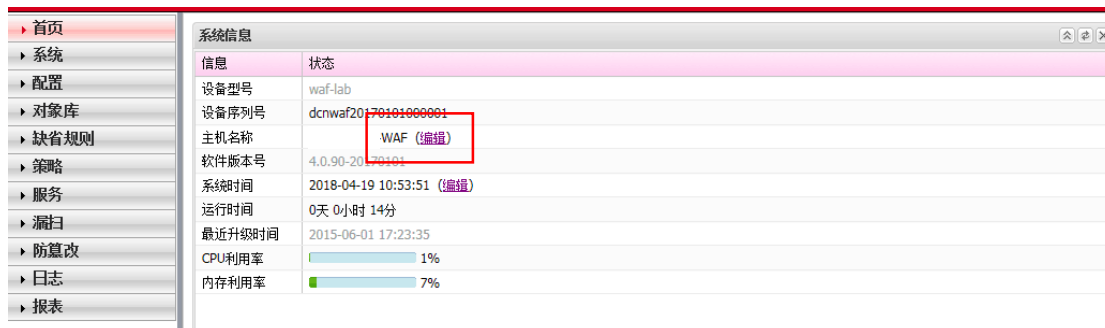 首页
系统
配置
对象库
缺省规则
策略
服务
漏扫
防篡改
日志
报表
系统信息
信息 状态
设备型号 waf-lab
设备序列号 dcnwaf20170101000001
主机名称 WAF (编辑)
软件版本号 4.0.90-20170101
系统时间 2018-04-19 10:53:51 (编辑)
运行时间 0天 0小时 14分
最近升级时间 2015-06-01 17:23:35
CPU利用率 1%
内存利用率 7%